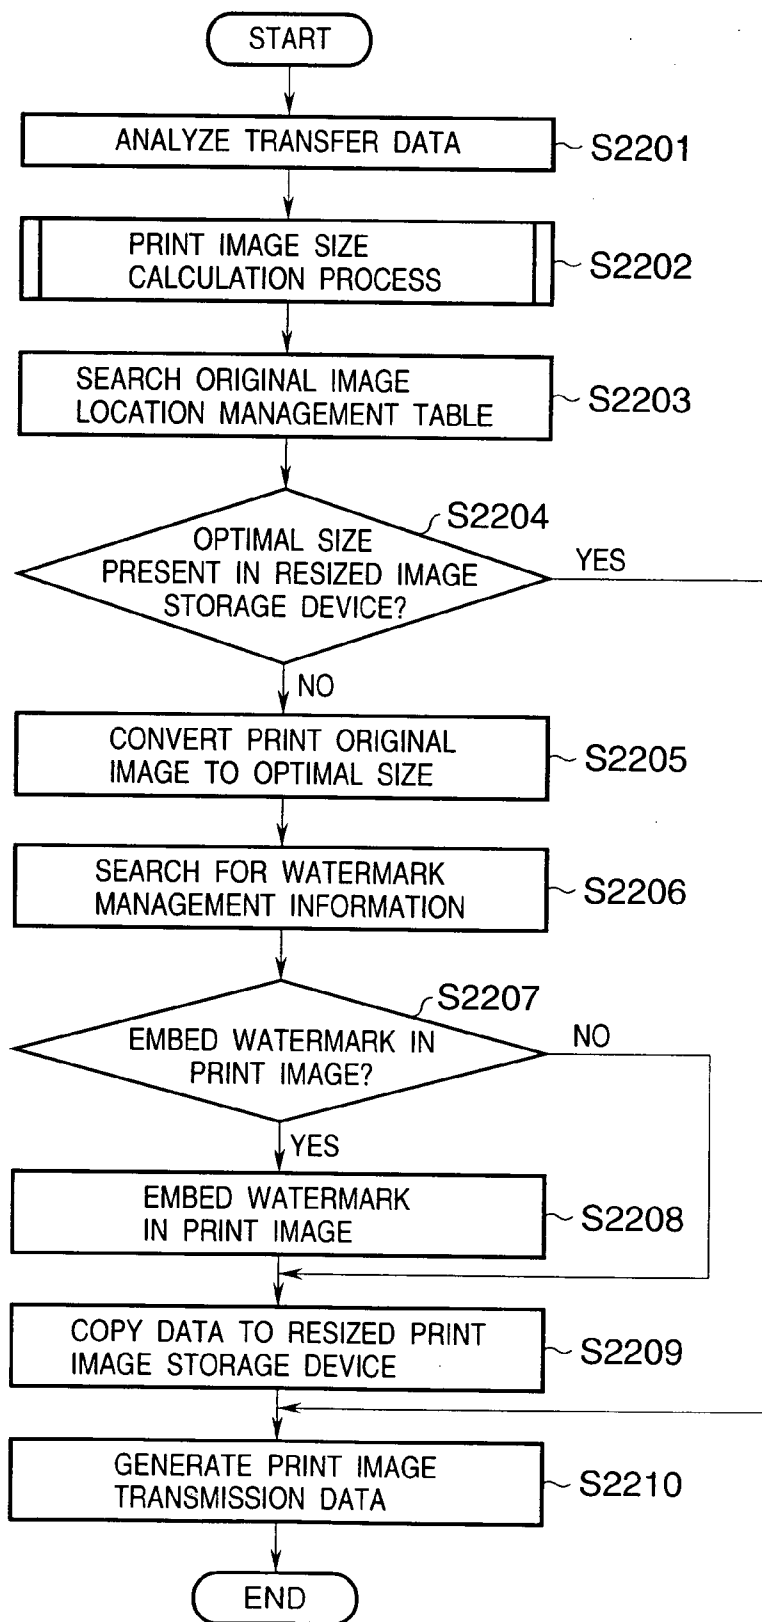 START
ANALYZE TRANSFER DATA
S2201
PRINT IMAGE SIZE
CALCULATION PROCESS
S2202
SEARCH ORIGINAL IMAGE
LOCATION MANAGEMENT TABLE
S2203
S2204
OPTIMAL SIZE
PRESENT IN RESIZED IMAGE
STORAGE DEVICE?
YES
NO
CONVERT PRINT ORIGINAL
IMAGE TO OPTIMAL SIZE
S2205
SEARCH FOR WATERMARK
MANAGEMENT INFORMATION
S2206
S2207
EMBED WATERMARK IN
PRINT IMAGE?
NO
YES
EMBED WATERMARK
IN PRINT IMAGE
S2208
COPY DATA TO RESIZED PRINT
IMAGE STORAGE DEVICE
S2209
GENERATE PRINT IMAGE
TRANSMISSION DATA
S2210
END